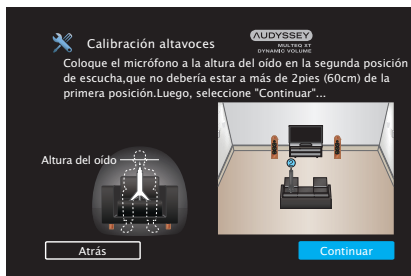 Calibración altavoces
AUDYSSEY
MULTEQ XT
DYNAMIC VOLUME
Coloque el micrófono a la altura del oído en la segunda posición
de escucha,que no debería estar a más de 2pies (60cm) de la
primera posición.Luego, seleccione "Continuar"...
Altura del oído
2
Atrás
Continuar